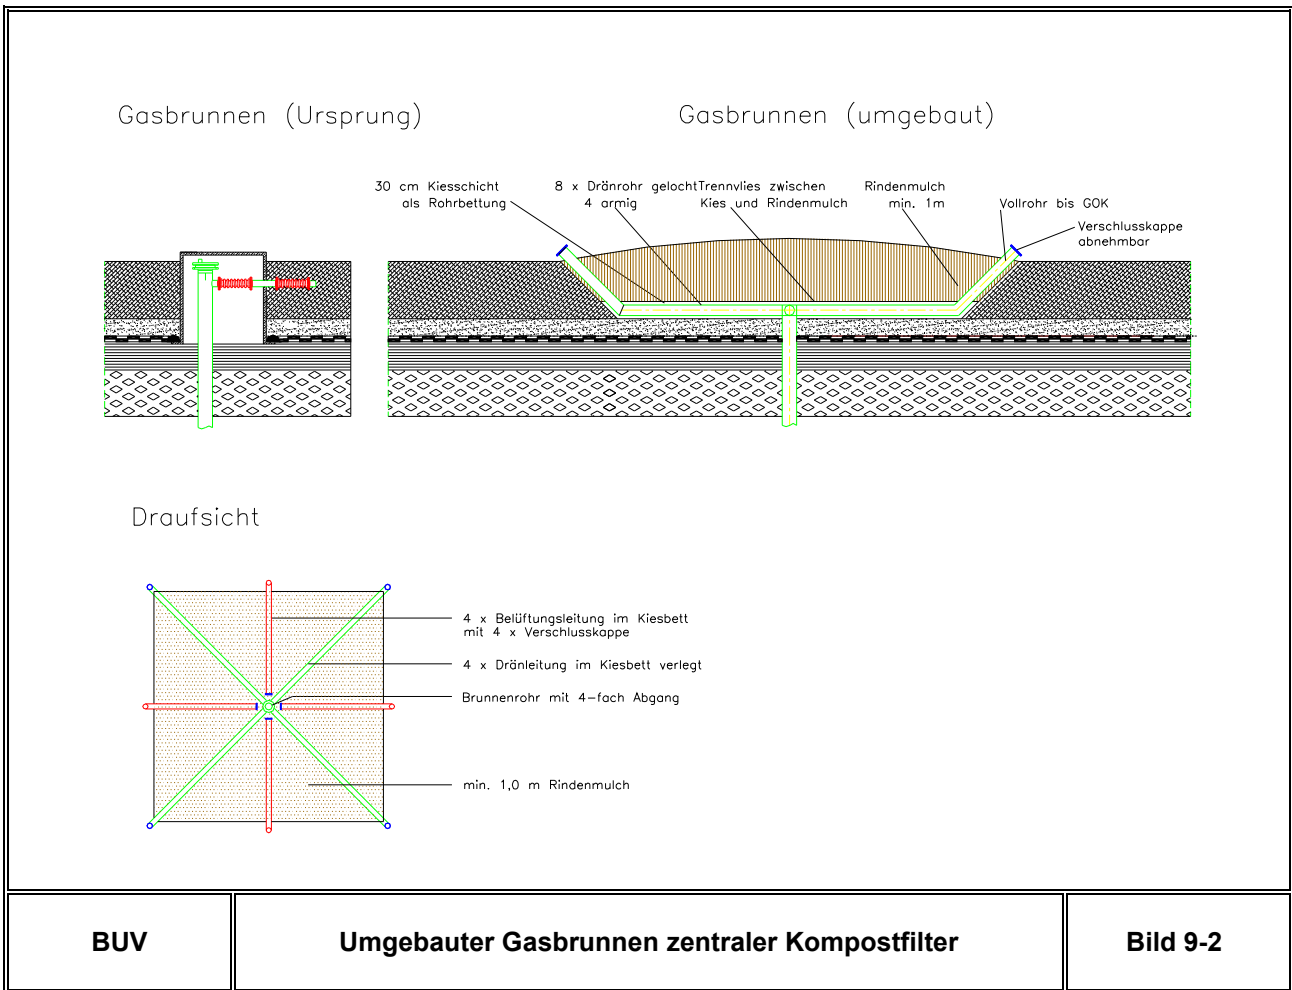 Gasbrunnen (Ursprung)
Gasbrunnen (umgebaut)
30 cm Kiesschicht
als Rohrbettung
8 x Dränrohr gelocht
4 armig
Trennvlies zwischen
Kies und Rindenmulch
Rindenmulch
min. 1m
Vollrohr bis GOK
Verschlusskappe
abnehmbar
Draufsicht
4 x Belüftungsleitung im Kiesbett
mit 4 x Verschlusskappe
4 x Dränleitung im Kiesbett verlegt
Brunnenrohr mit 4-fach Abgang
min. 1,0 m Rindenmulch
BUV
Umgebauter Gasbrunnen zentraler Kompostfilter
Bild 9-2